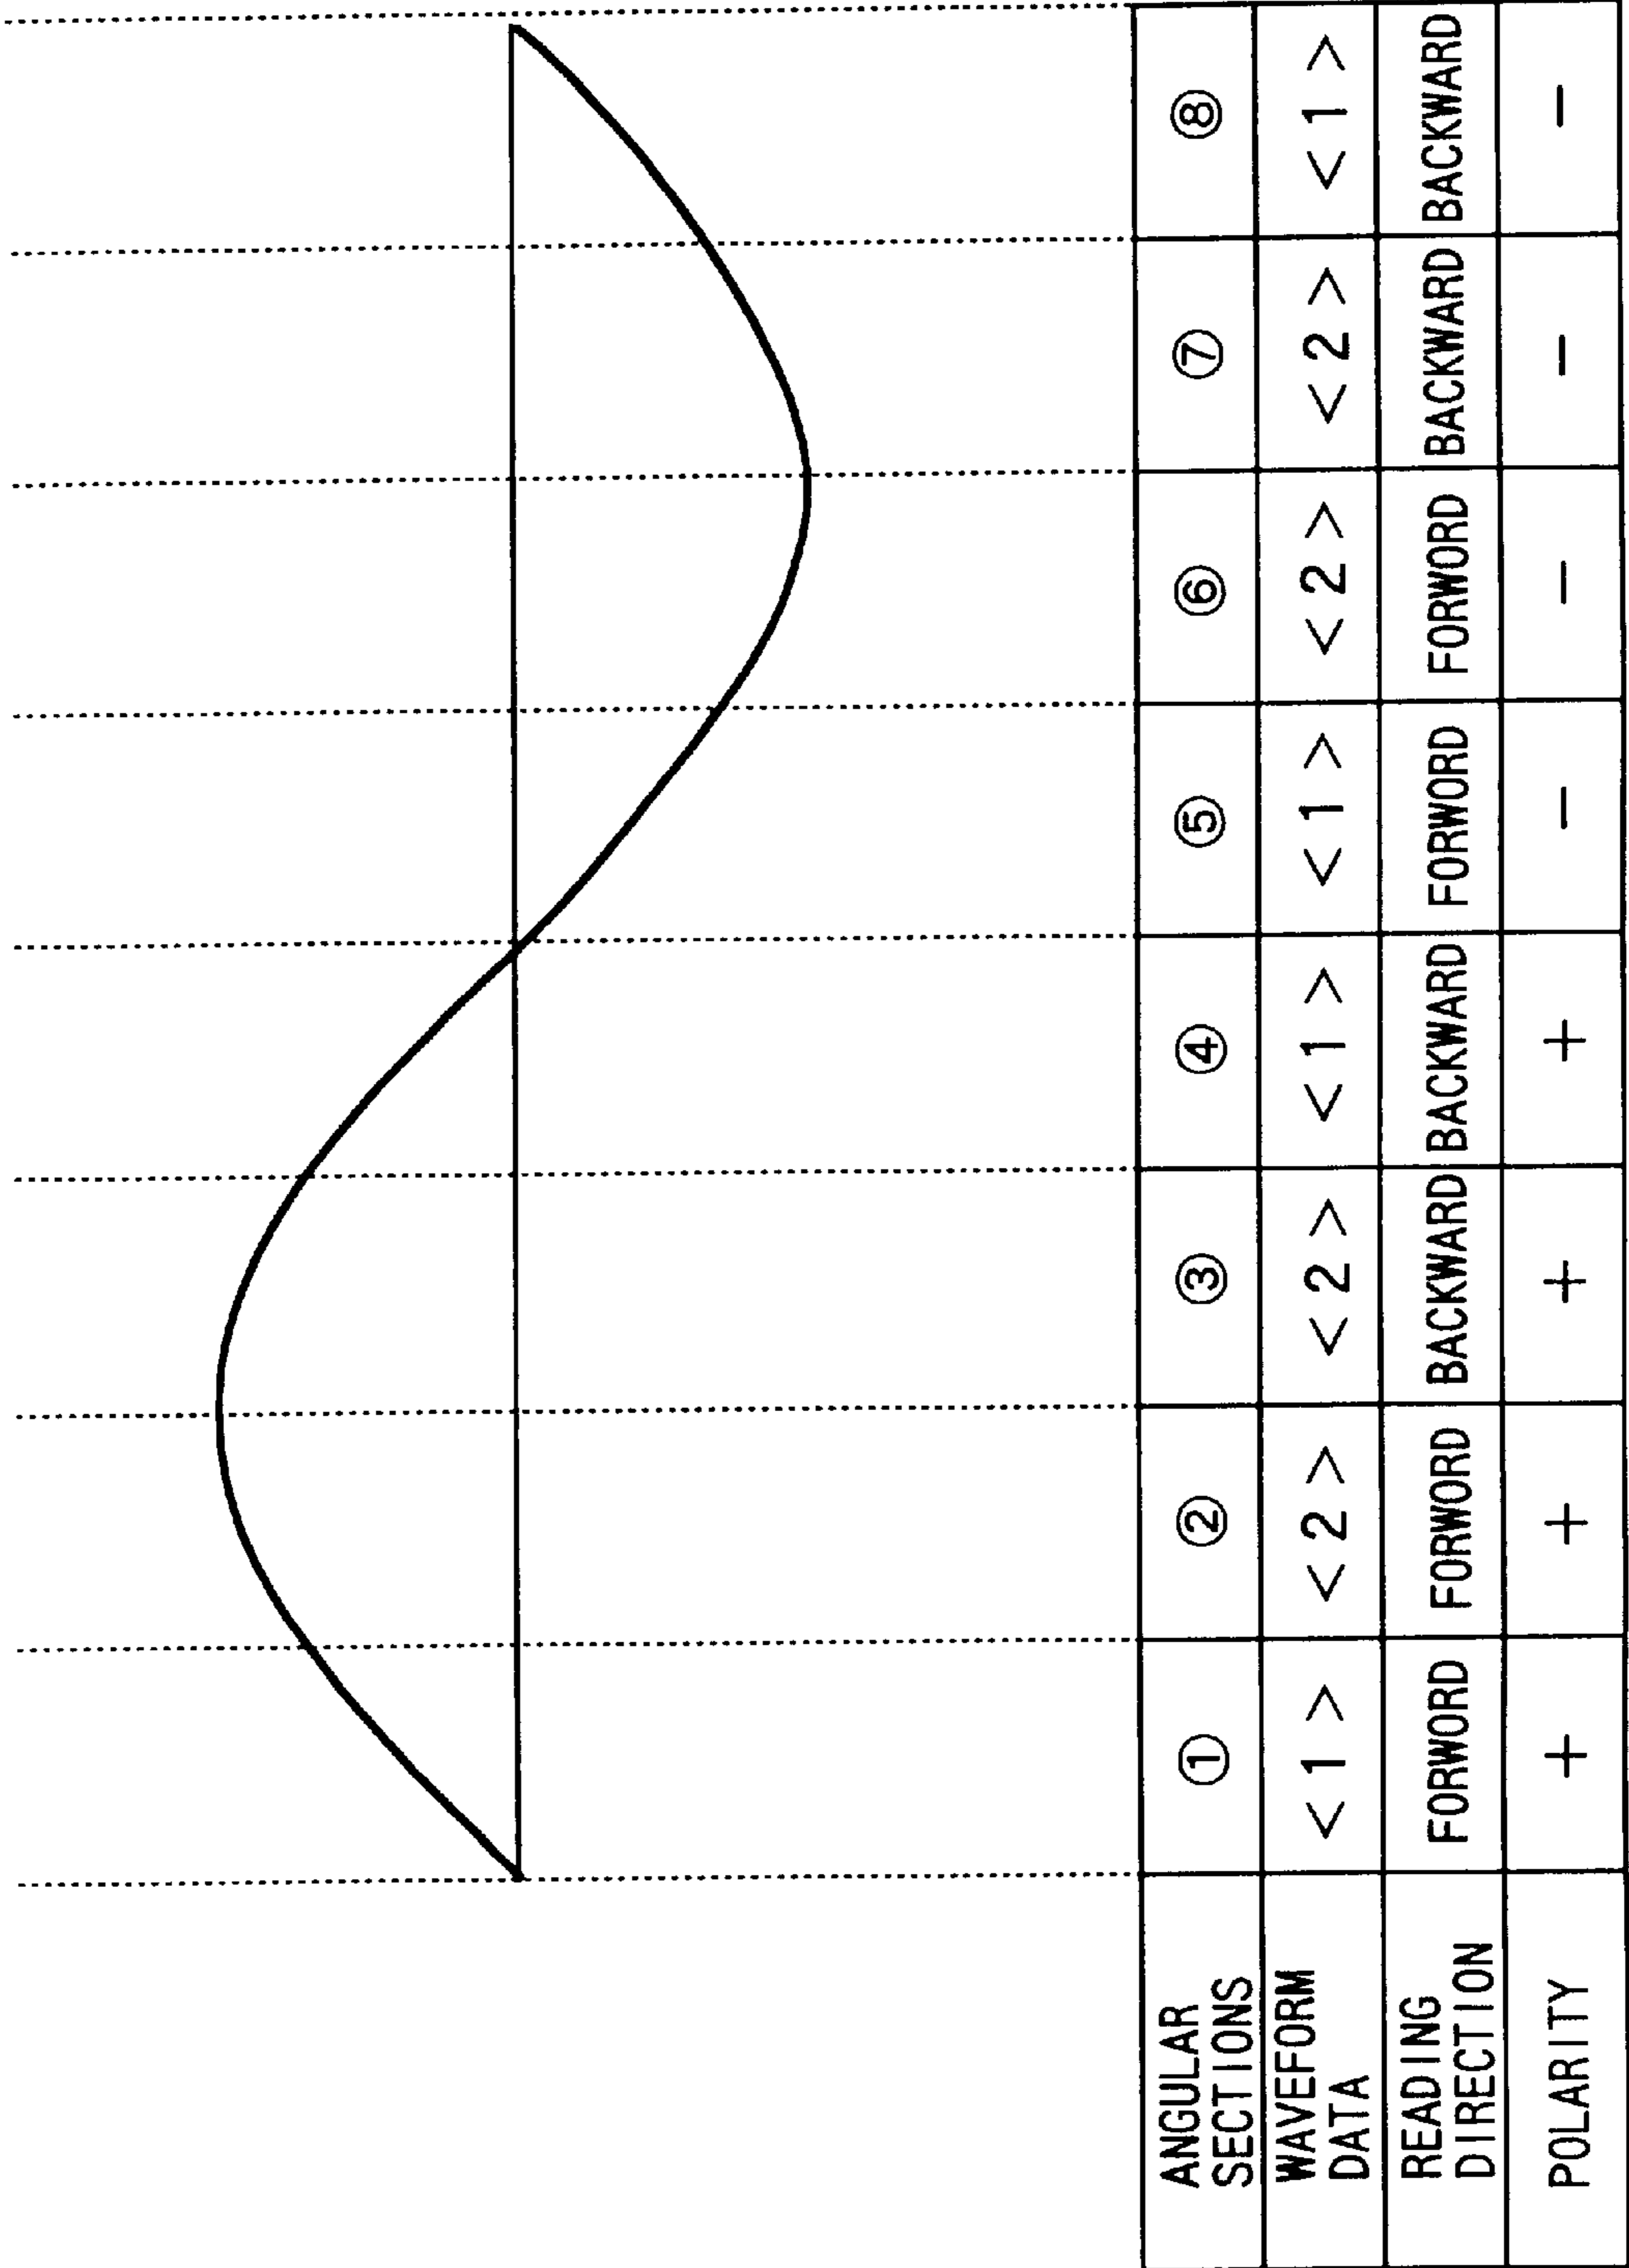 ANGULAR
SECTIONS
① ② ③ ④ ⑤ ⑥ ⑦ ⑧
WAVEFORM
DATA
<1> <2> <2> <1> <1> <2> <2> <1>
READING
DIRECTION
FORWORD FORWORD BACKWARD BACKWARD FORWORD FORWORD BACKWARD BACKWARD
POLARITY
+ + + + − − − −